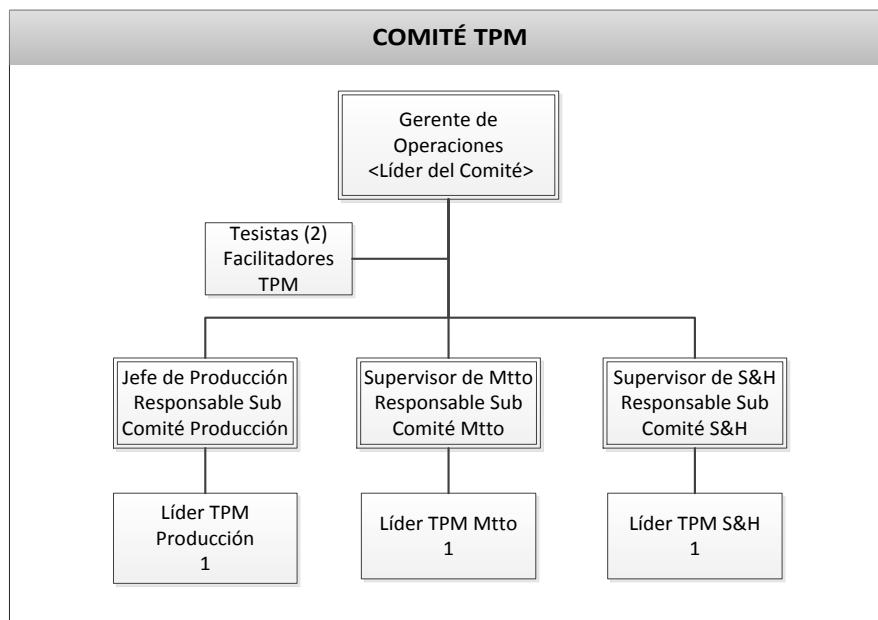 COMITÉ TPM
Gerente de
Operaciones
<Líder del Comité>
Tesistas (2)
Facilitadores
TPM
Jefe de Producción
Responsable Sub
Comité Producción
Supervisor de Mtto
Responsable Sub
Comité Mtto
Supervisor de S&H
Responsable Sub
Comité S&H
Líder TPM
Producción
1
Líder TPM Mtto
1
Líder TPM S&H
1